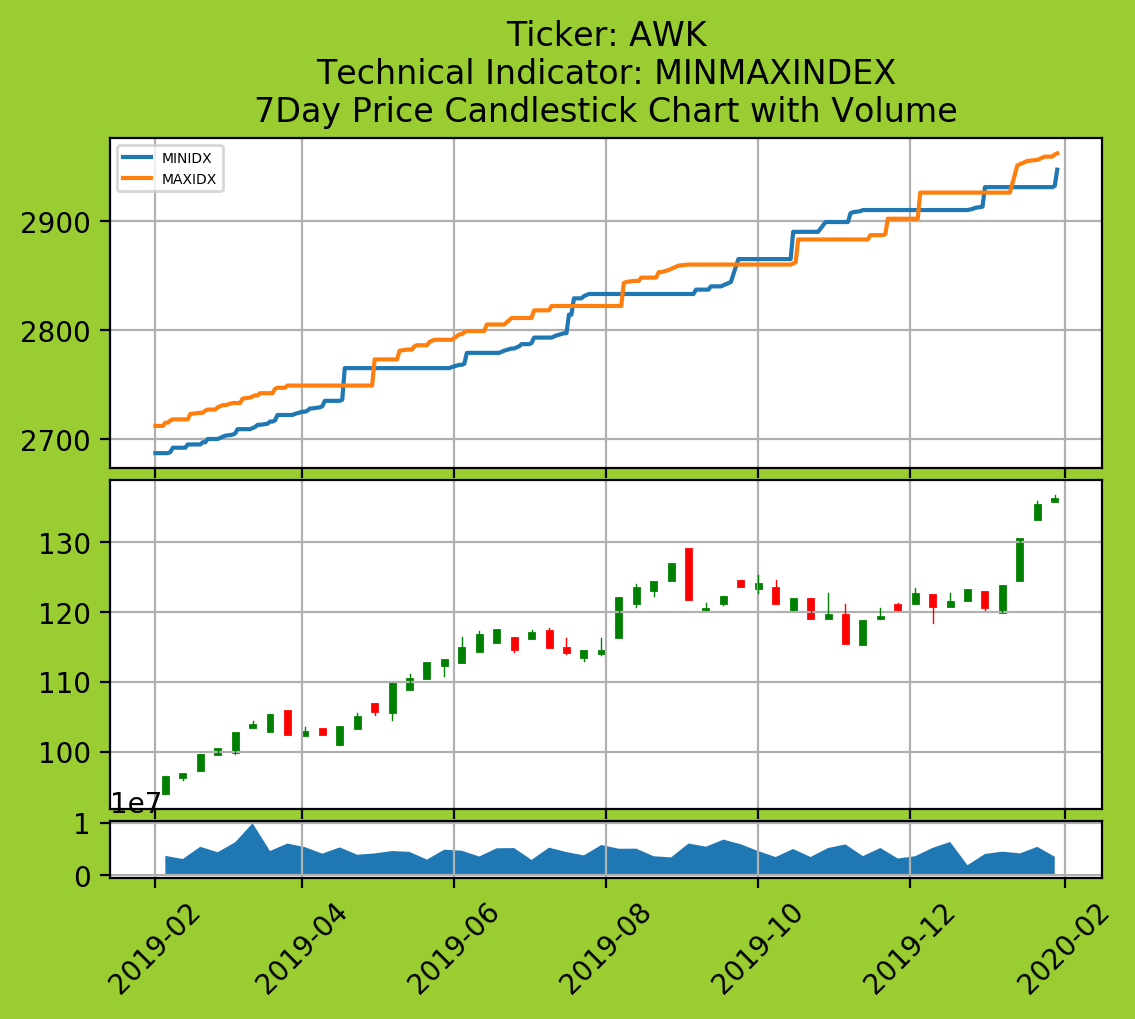 Ticker: AWK
Technical Indicator: MINMAXINDEX
7Day Price Candlestick Chart with Volume
MINIDX
MAXIDX
2900
2800
2700
130
120
110
100
1e7
1
0
2019-02
2019-04
2019-06
2019-08
2019-10
2019-12
2020-02